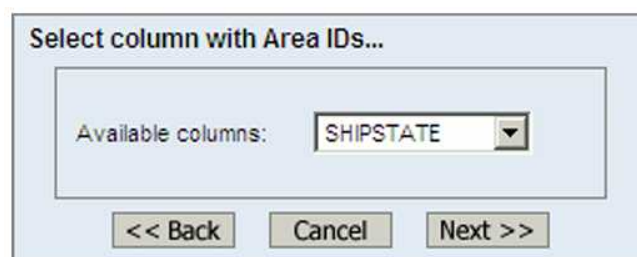 Select column with Area IDs...
Available columns: SHIPSTATE
<< Back Cancel Next >>